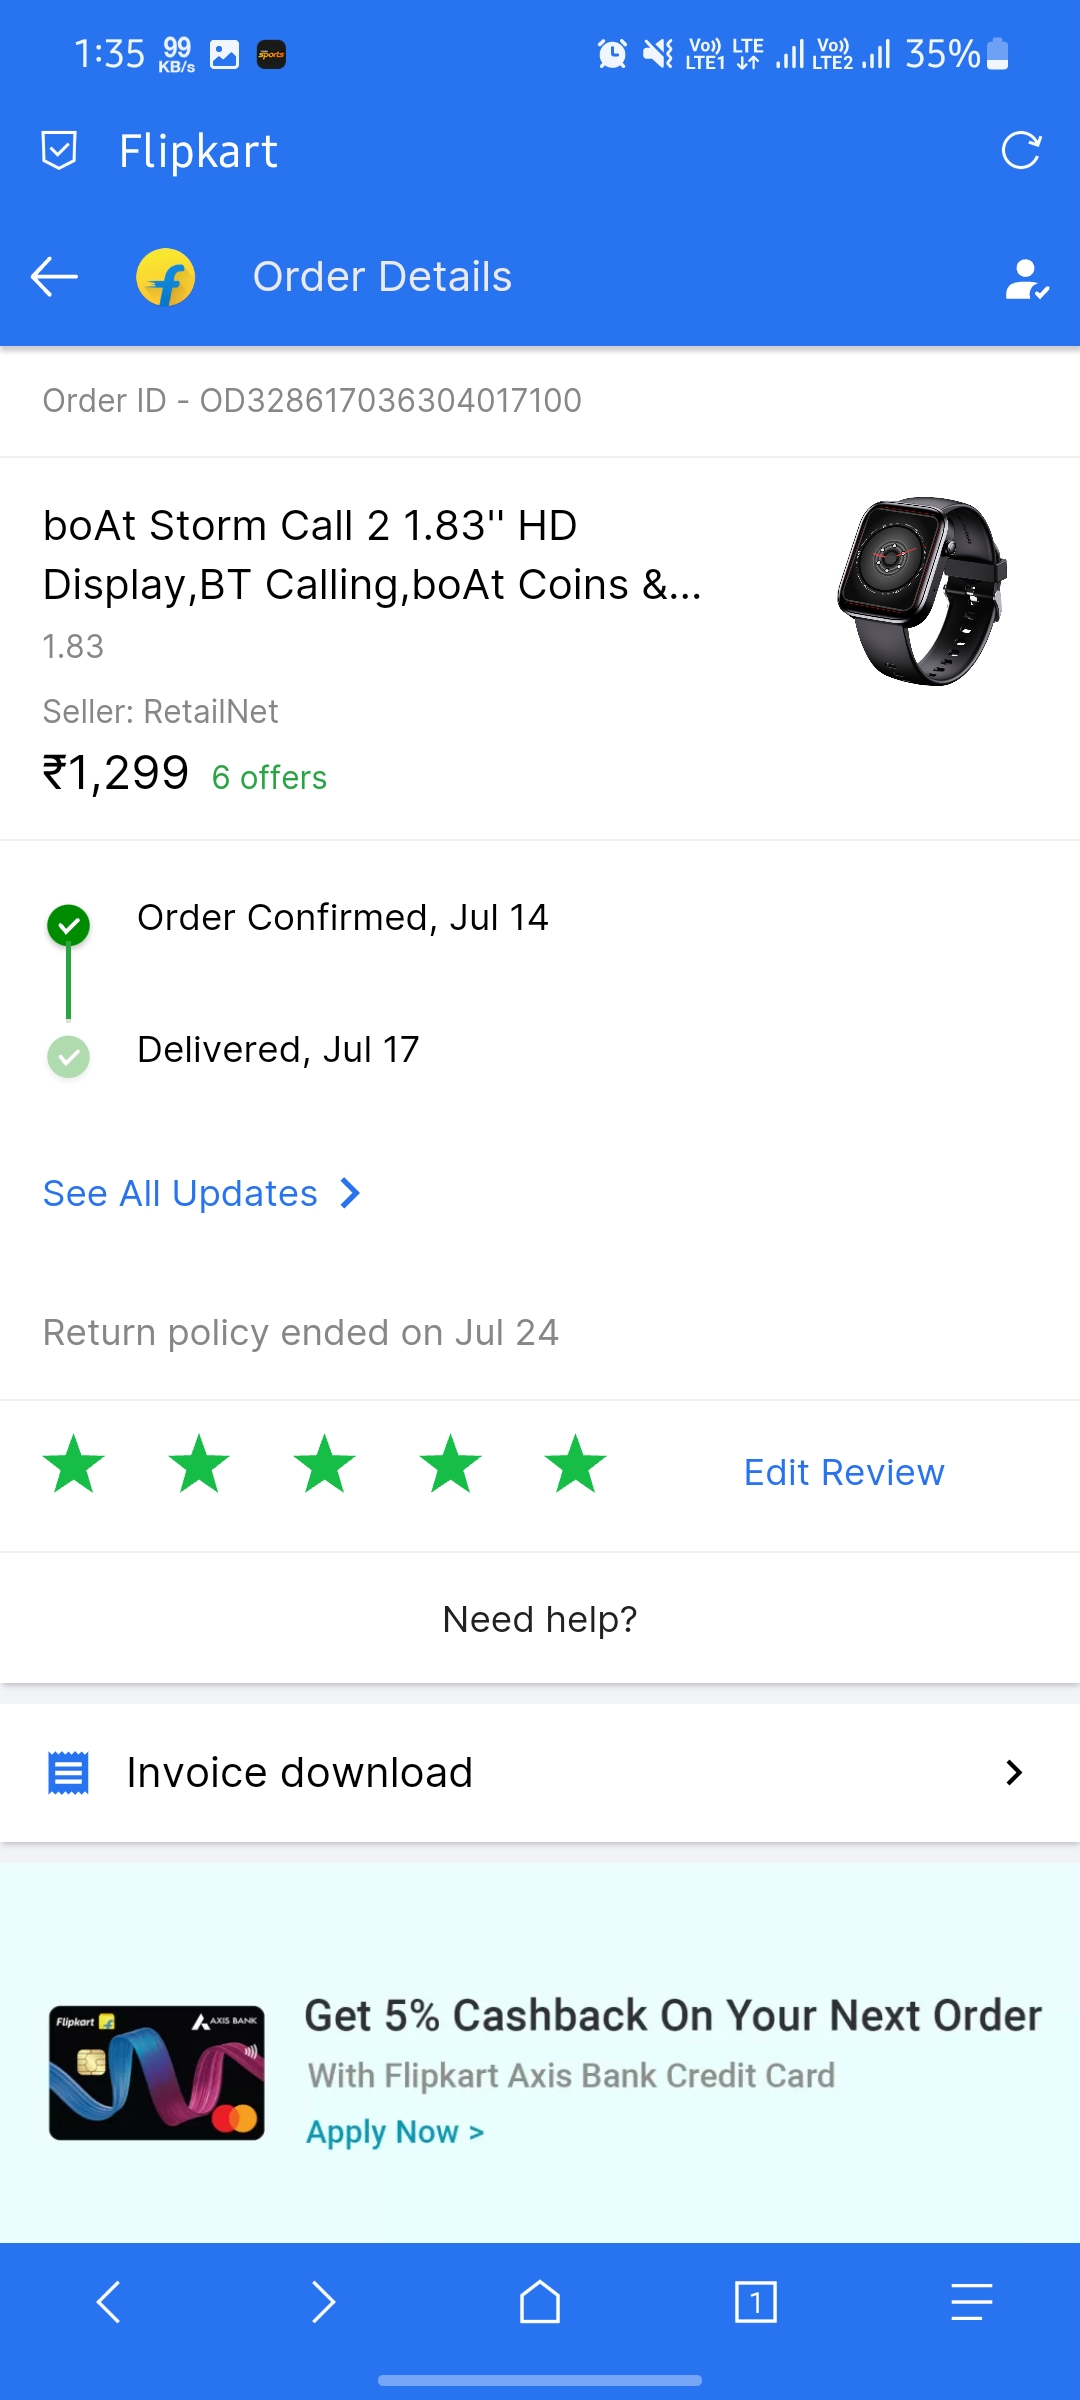 1:35 99 KB/s sports Vo)) LTE1 LTE Vo)) LTE2 35%
Flipkart
Order Details
Order ID - OD328617036304017100
boAt Storm Call 2 1.83'' HD
Display,BT Calling,boAt Coins &...
1.83
Seller: RetailNet
₹1,299 6 offers
Order Confirmed, Jul 14
Delivered, Jul 17
See All Updates
Return policy ended on Jul 24
Edit Review
Need help?
Invoice download
Flipkart AXIS BANK
Get 5% Cashback On Your Next Order
With Flipkart Axis Bank Credit Card
Apply Now >
1